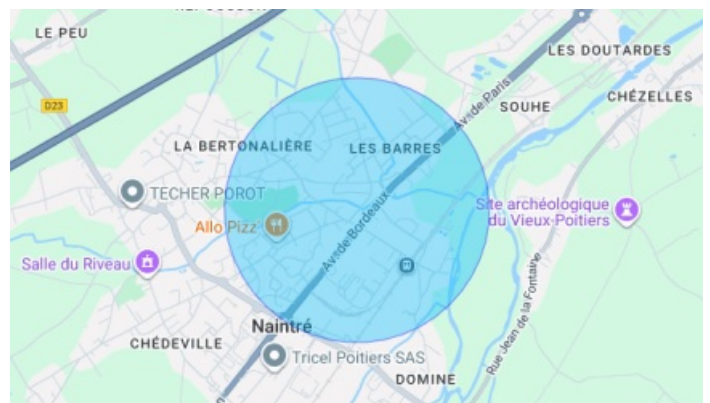 LE PEU
LES DOUTARDES
D23
CHÉZELLES
Av. de Paris
SOUHE
LA BERTONALIÈRE
LES BARRES
TECHER POROT
Site archéologique
du Vieux-Poitiers
Allo Pizz'
Av. de Bordeaux
Salle du Riveau
Rue Jean de la Fontaine
Naintré
CHÉDEVILLE
Tricel Poitiers SAS
DOMINE